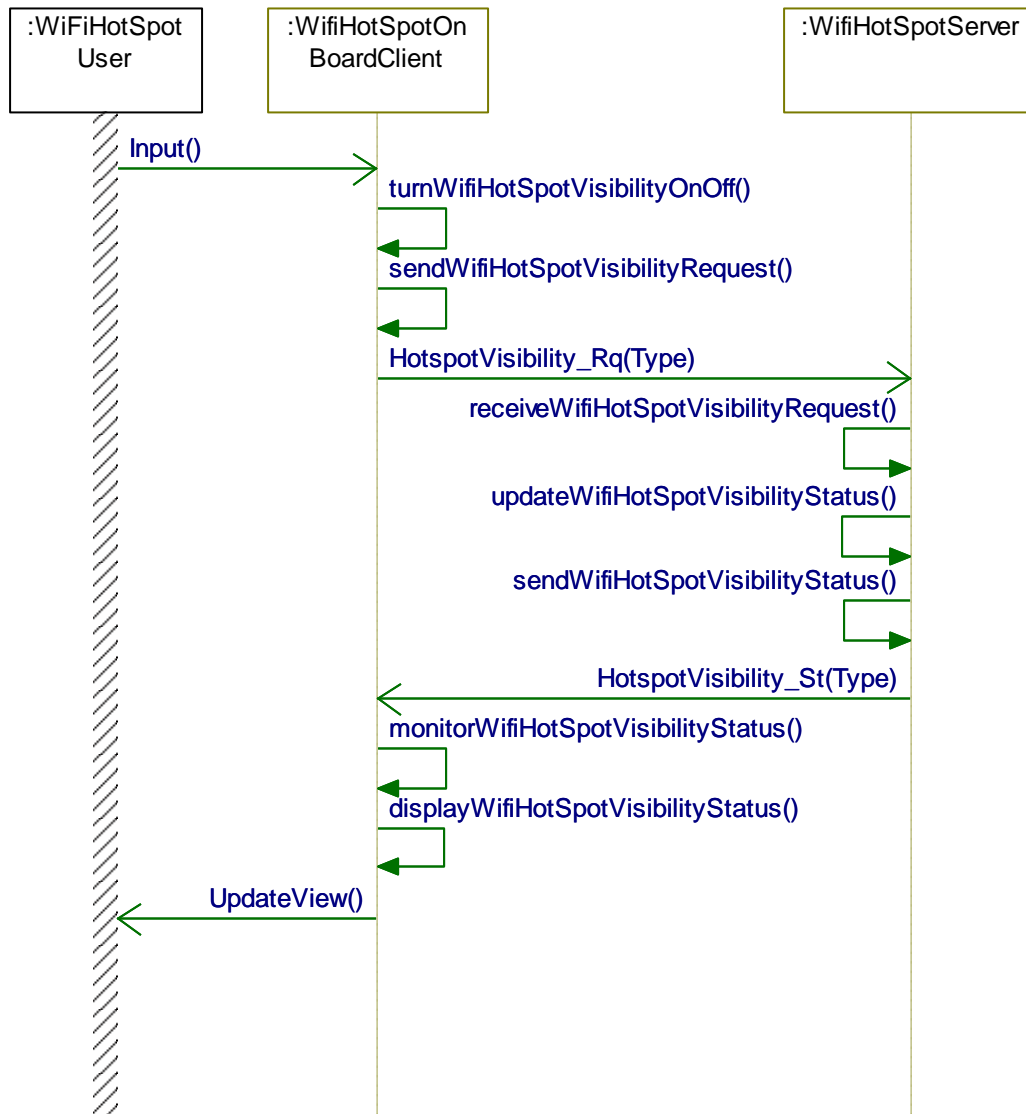 :WiFiHotSpot
User
:WifiHotSpotOn
BoardClient
:WifiHotSpotServer
Input()
turnWifiHotSpotVisibilityOnOff()
sendWifiHotSpotVisibilityRequest()
HotspotVisibility_Rq(Type)
receiveWifiHotSpotVisibilityRequest()
updateWifiHotSpotVisibilityStatus()
sendWifiHotSpotVisibilityStatus()
HotspotVisibility_St(Type)
monitorWifiHotSpotVisibilityStatus()
displayWifiHotSpotVisibilityStatus()
UpdateView()